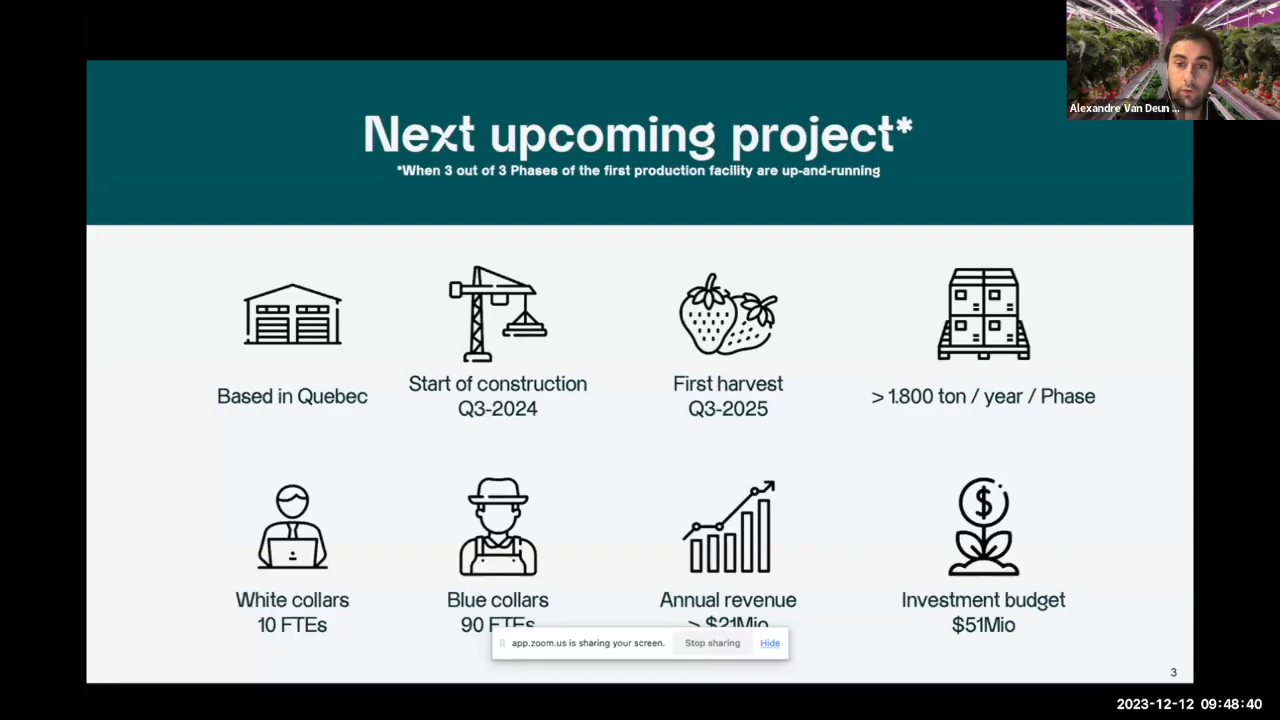 Alexandre Van Deun ...
Next upcoming project*
*When 3 out of 3 Phases of the first production facility are up-and-running
Based in Quebec
Start of construction
Q3-2024
First harvest
Q3-2025
> 1.800 ton / year / Phase
White collars
10 FTEs
Blue collars
90 FTEs
Annual revenue
> $21Mio
Investment budget
$51Mio
app.zoom.us is sharing your screen.
Stop sharing
Hide
3
2023-12-12 09:48:40